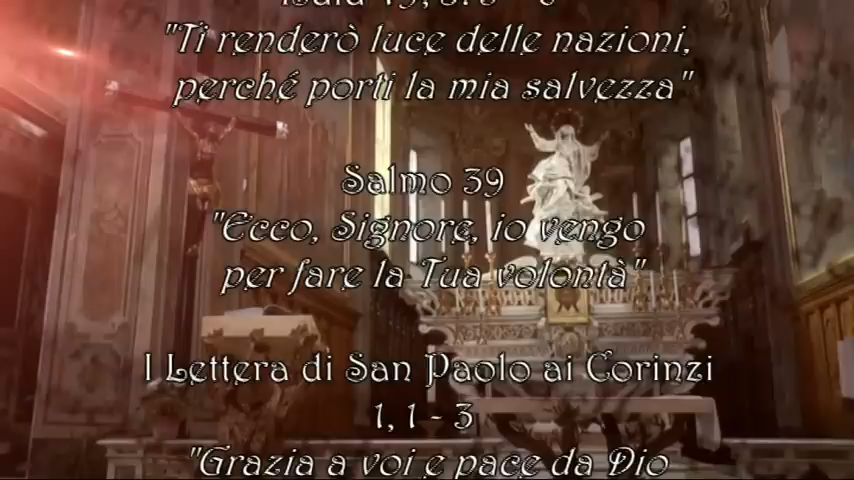 "Ti renderò luce delle nazioni,
perché porti la mia salvezza"
Salmo 39
"Ecco, Signore, io vengo
per fare la Tua volontà"
I Lettera di San Paolo ai Corinzi
1, 1 - 3
"Grazia a voi e pace da Dio